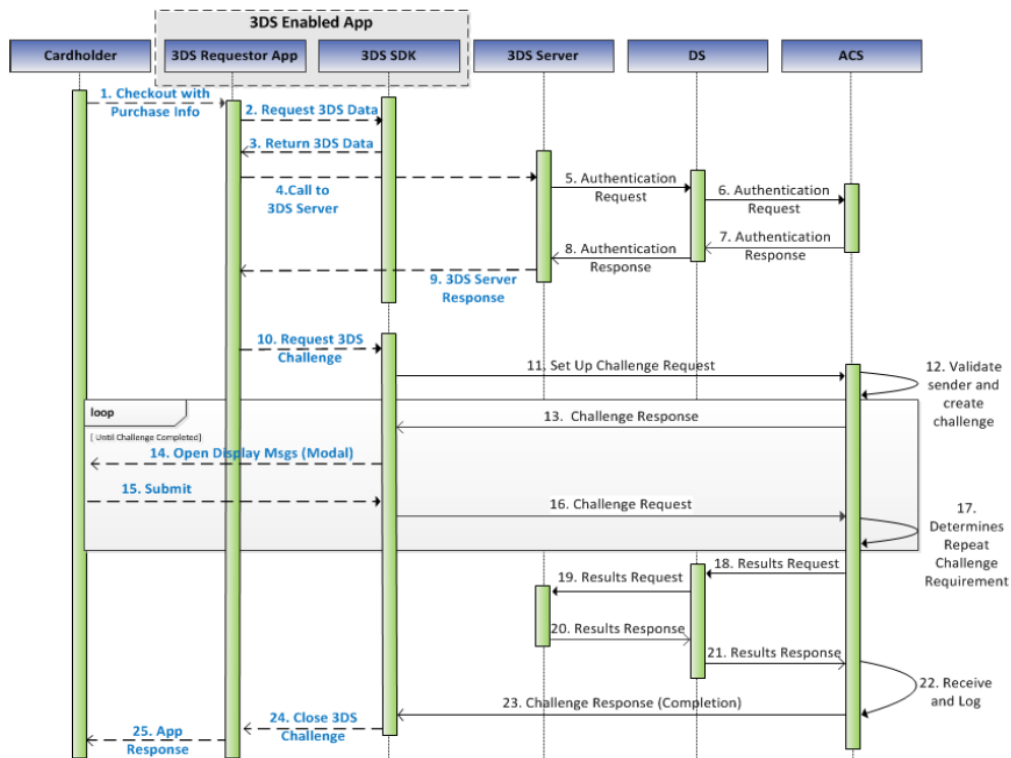 3DS Enabled App
Cardholder
3DS Requestor App
3DS SDK
3DS Server
DS
ACS
1. Checkout with
Purchase Info
2. Request 3DS Data
3. Return 3DS Data
4.Call to
3DS Server
5. Authentication
Request
6. Authentication
Request
7. Authentication
Response
8. Authentication
Response
9. 3DS Server
Response
10. Request 3DS
Challenge
11. Set Up Challenge Request
12. Validate
sender and
create
challenge
loop
[ Until Challenge Completed]
13. Challenge Response
14. Open Display Msgs (Modal)
15. Submit
16. Challenge Request
17.
Determines
Repeat
Challenge
Requirement
18. Results Request
19. Results Request
20. Results Response
21. Results Response
22. Receive
and Log
23. Challenge Response (Completion)
24. Close 3DS
Challenge
25. App
Response